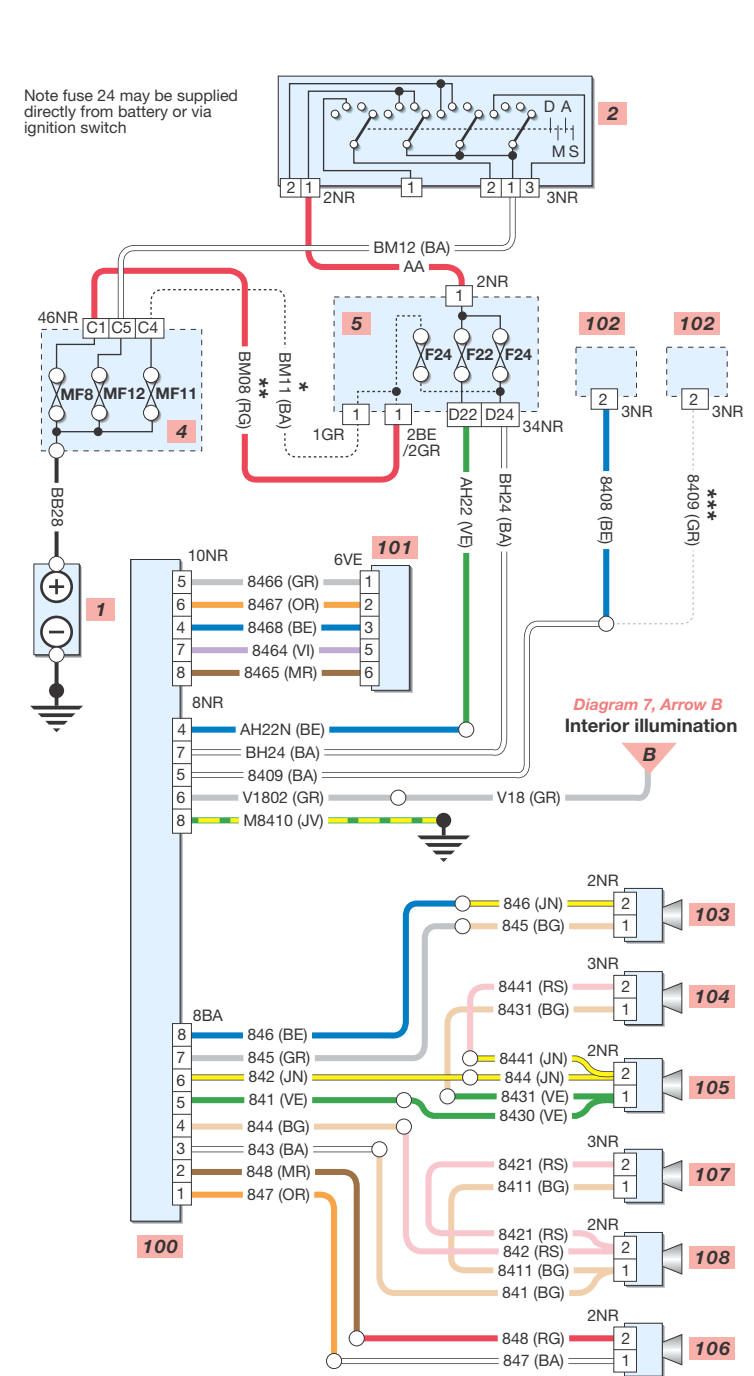 Note fuse 24 may be supplied
directly from battery or via
ignition switch
D A
M S
2
2 1
2NR
1
2 1 3
3NR
BM12 (BA)
AA
2NR
1
46NR
C1 C5 C4
MF8
MF12
MF11
4
BM08 (RG)
**
BM11 (BA)
*
5
F24
F22
F24
1
1GR
1
2BE
/2GR
D22 D24
34NR
102
2
3NR
102
2
3NR
BB28
1
AH22 (VE)
BH24 (BA)
8408 (BE)
8409 (GR)
***
10NR
6VE
101
5 8466 (GR) 1
6 8467 (OR) 2
4 8468 (BE) 3
7 8464 (VI) 5
8 8465 (MR) 6
8NR
4 AH22N (BE)
7 BH24 (BA)
5 8409 (BA)
6 V1802 (GR) V18 (GR)
8 M8410 (JV)
Diagram 7, Arrow B
Interior illumination
B
8BA
8 846 (BE)
7 845 (GR)
6 842 (JN)
5 841 (VE)
4 844 (BG)
3 843 (BA)
2 848 (MR)
1 847 (OR)
100
2NR
846 (JN) 2
845 (BG) 1
103
3NR
8441 (RS) 2
8431 (BG) 1
104
2NR
8441 (JN)
844 (JN) 2
8431 (VE) 1
8430 (VE)
105
3NR
8421 (RS) 2
8411 (BG) 1
107
2NR
8421 (RS)
842 (RS) 2
8411 (BG) 1
841 (BG)
108
2NR
848 (RG) 2
847 (BA) 1
106